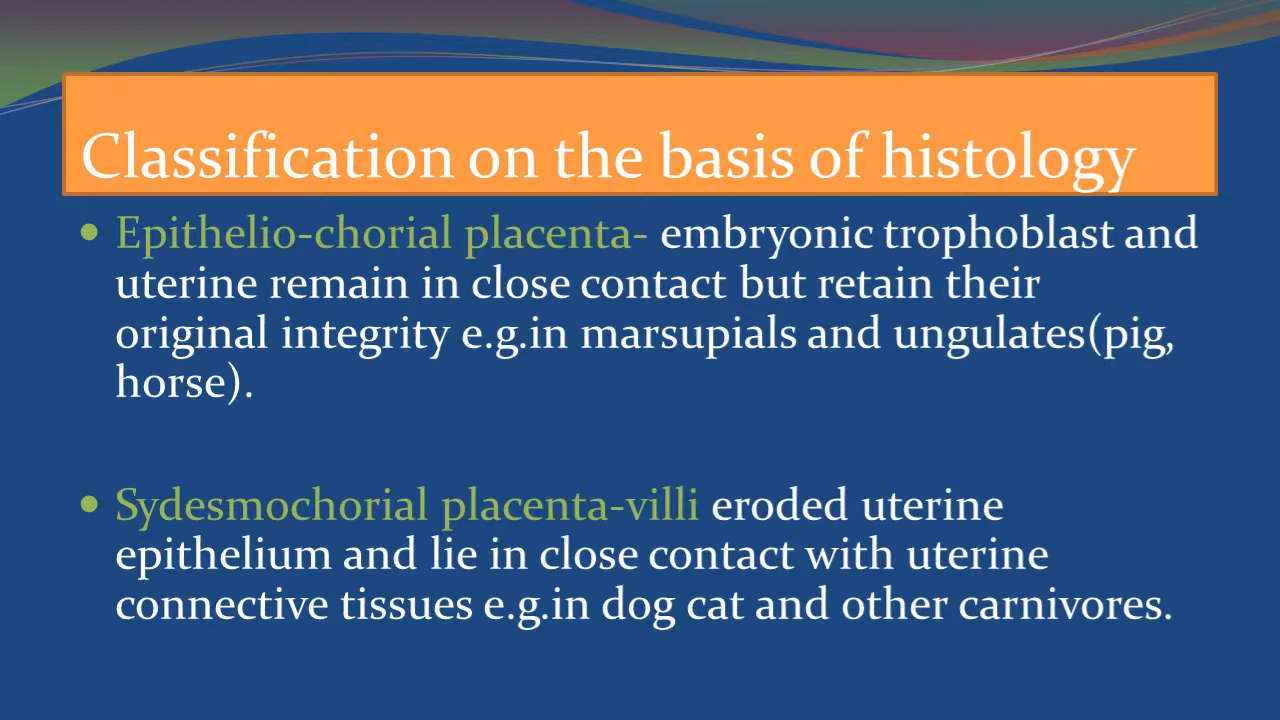 Classification on the basis of histology
• Epithelio-chorial placenta- embryonic trophoblast and
uterine remain in close contact but retain their
original integrity e.g.in marsupials and ungulates(pig,
horse).
• Sydesmochorial placenta-villi eroded uterine
epithelium and lie in close contact with uterine
connective tissues e.g.in dog cat and other carnivores.